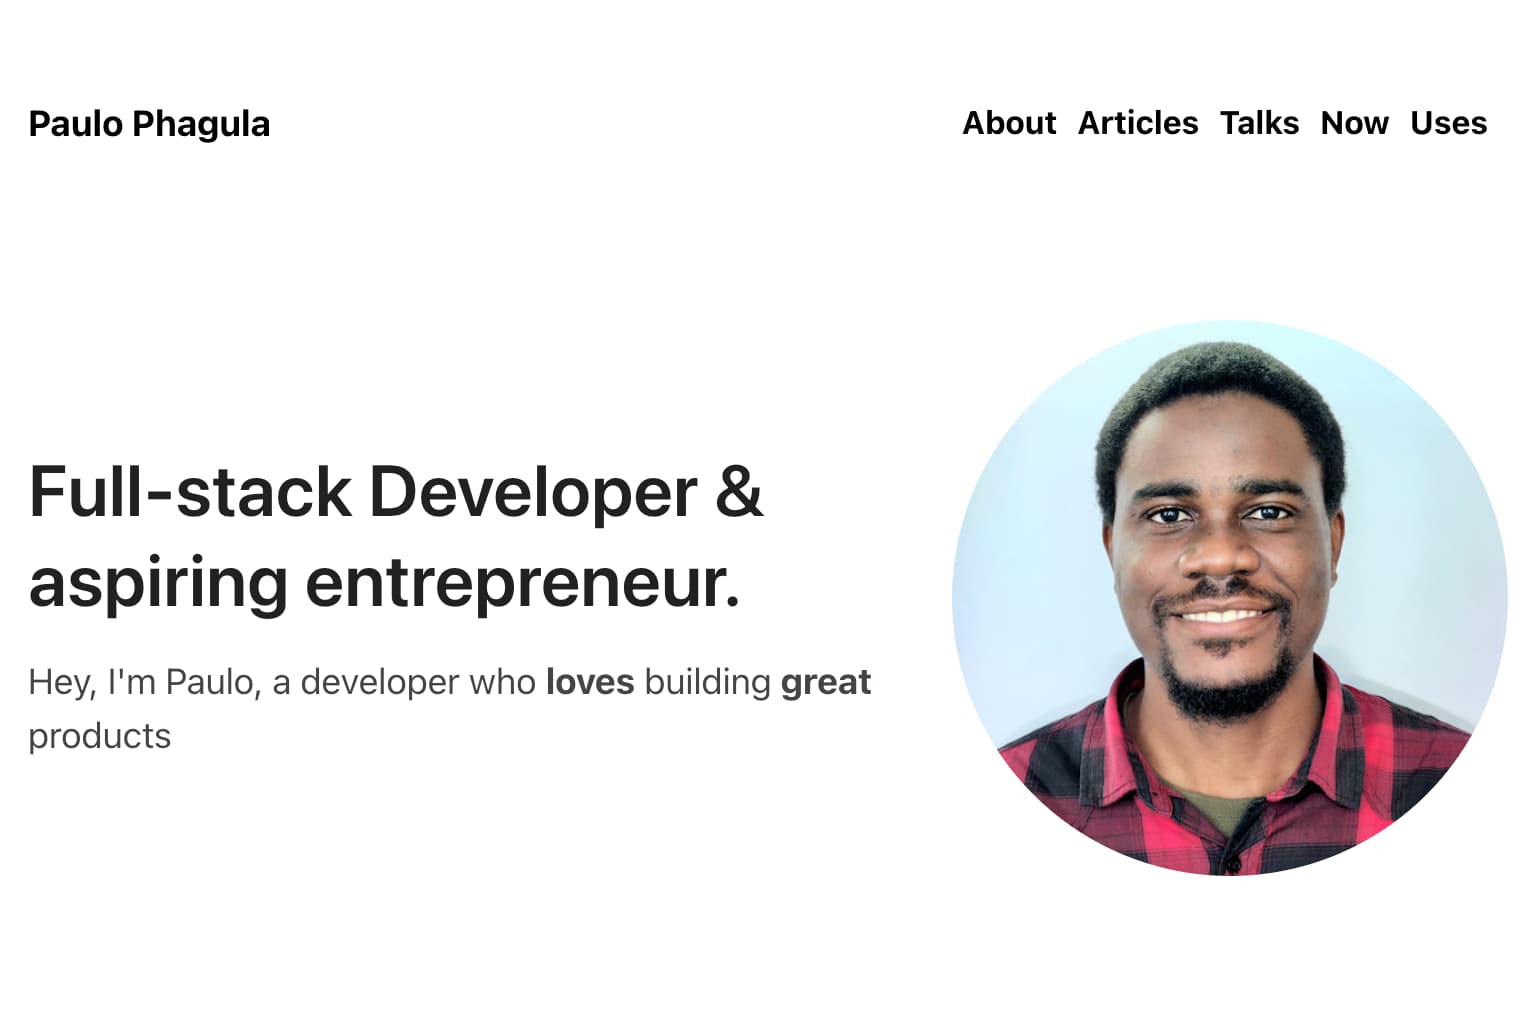 Paulo Phagula
About Articles Talks Now Uses
Full-stack Developer &
aspiring entrepreneur.
Hey, I'm Paulo, a developer who loves building great
products